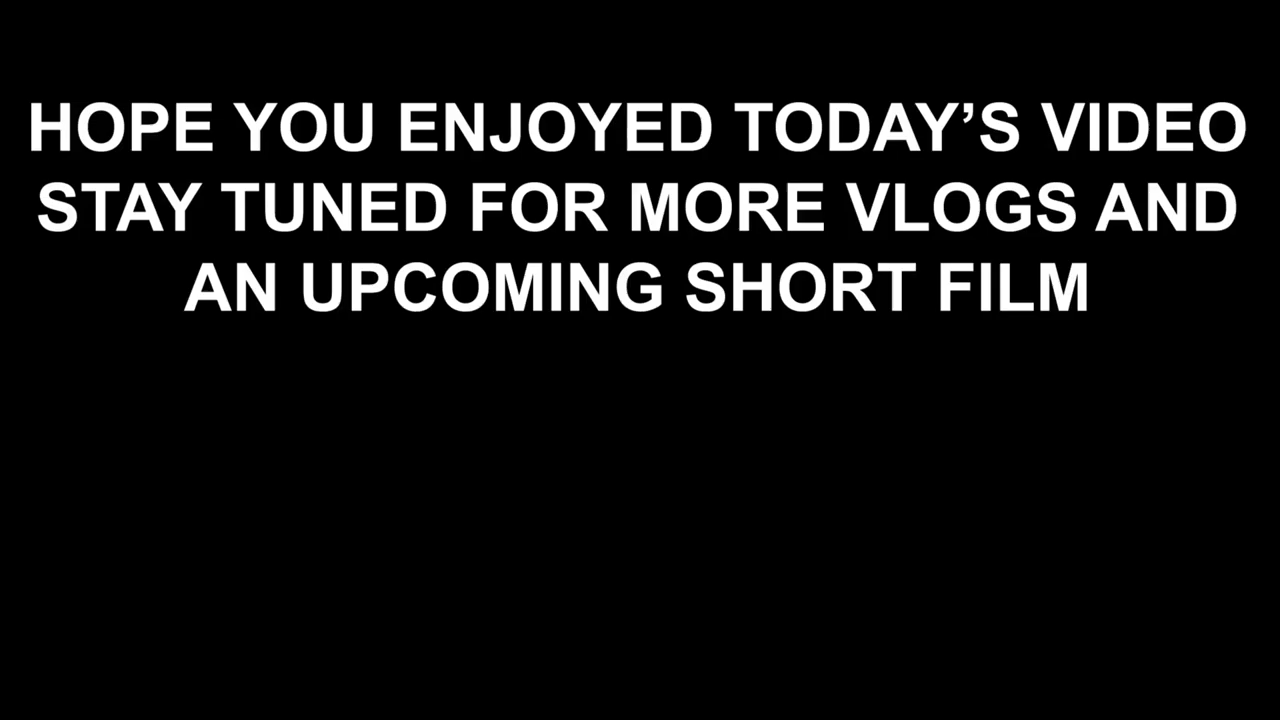 HOPE YOU ENJOYED TODAY’S VIDEO
STAY TUNED FOR MORE VLOGS AND
AN UPCOMING SHORT FILM